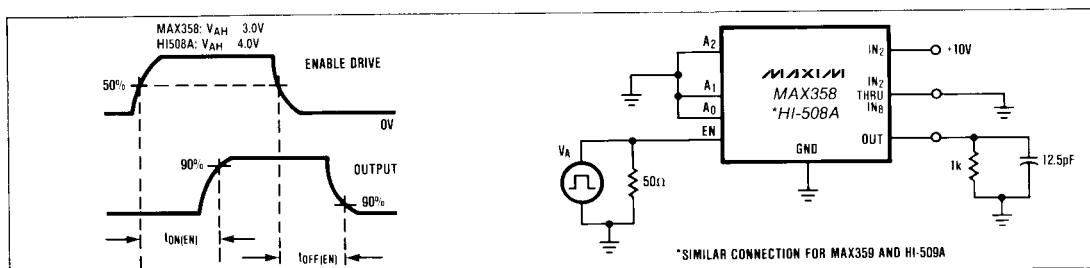 MAX358: VAH 3.0V
HI508A: VAH 4.0V
ENABLE DRIVE
50%
0V
90%
OUTPUT
90%
tON(EN)
tOFF(EN)
A2
A1
A0
EN
MAXIM
MAX358
*HI-508A
GND
IN2
IN2
THRU
IN8
OUT
+10V
VA
50Ω
1k
12.5pF
*SIMILAR CONNECTION FOR MAX359 AND HI-509A